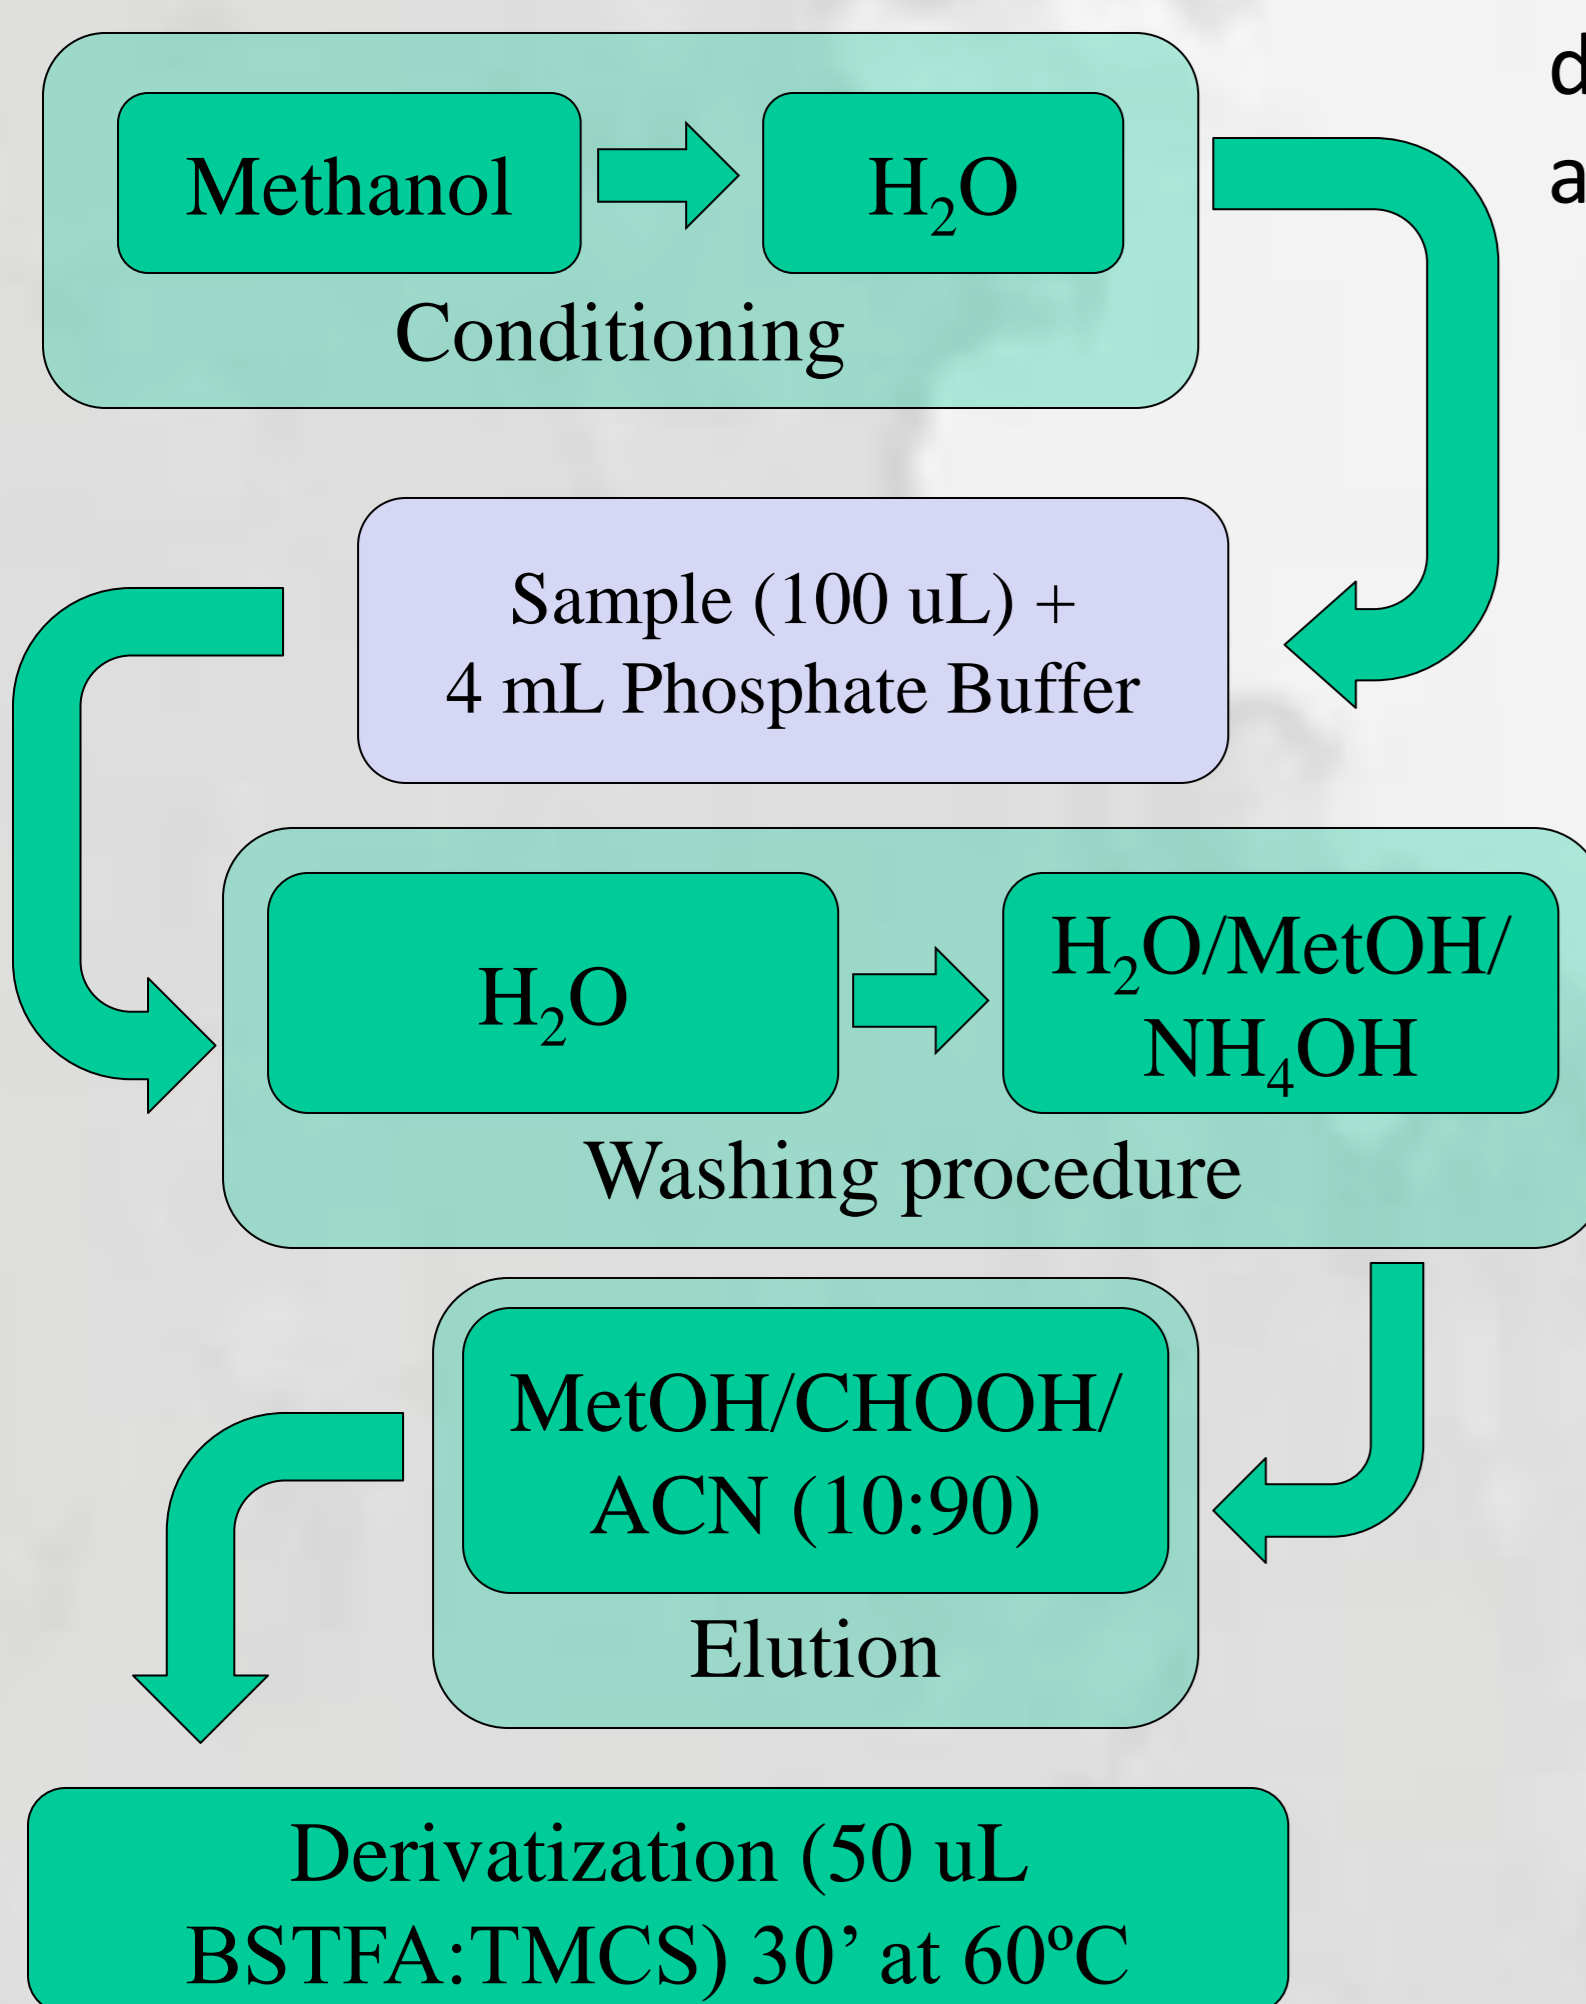 d
a
Methanol
H₂O
Conditioning
Sample (100 uL) +
4 mL Phosphate Buffer
H₂O
H₂O/MetOH/
NH₄OH
Washing procedure
MetOH/CHOOH/
ACN (10:90)
Elution
Derivatization (50 uL
BSTFA:TMCS) 30’ at 60ºC